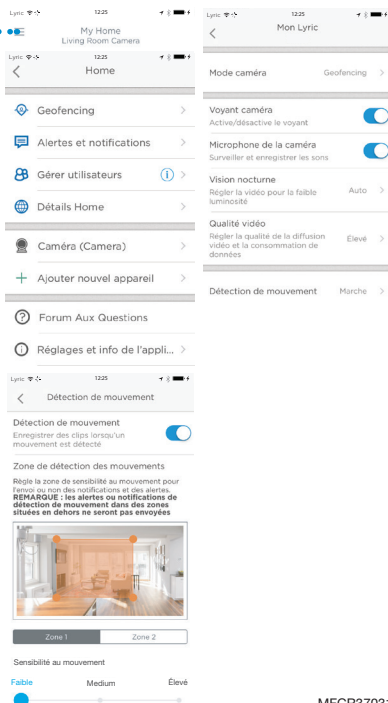 Lyric 12:25
My Home
Living Room Camera
Lyric 12:25
Home
Geofencing
Alertes et notifications
Gérer utilisateurs
Détails Home
Caméra (Camera)
Ajouter nouvel appareil
Forum Aux Questions
Réglages et info de l'appli...
Lyric 12:25
Détection de mouvement
Détection de mouvement
Enregistrer des clips lorsqu'un
mouvement est détecté
Zone de détection des mouvements
Règle la zone de sensibilité au mouvement pour
l'envoi ou non des notifications et des alertes.
REMARQUE : les alertes ou notifications de
détection de mouvement dans des zones
situées en dehors ne seront pas envoyées
Zone 1 Zone 2
Sensibilité au mouvement
Faible Medium Élevé
Lyric 12:25
Mon Lyric
Mode caméra Geofencing
Voyant caméra
Active/désactive le voyant
Microphone de la caméra
Surveiller et enregistrer les sons
Vision nocturne
Régler la vidéo pour la faible
luminosité
Auto
Qualité vidéo
Régler la qualité de la diffusion
vidéo et la consommation de
données
Élevé
Détection de mouvement Marche